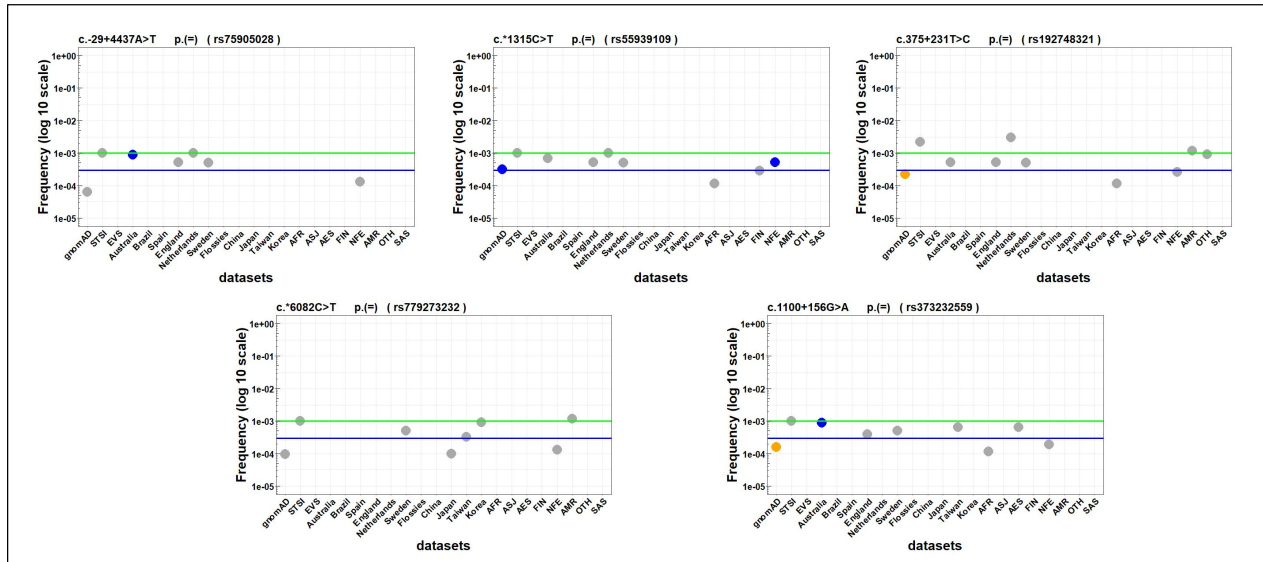 c.-29+4437A>T p.(=) ( rs75905028 )
Frequency (log 10 scale)
1e+00
1e-01
1e-02
1e-03
1e-04
1e-05
gnomAD STSI EVS Australia Brazil Spain England Netherlands Sweden Flossies China Japan Taiwan Korea AFR ASJ AES FIN NFE AMR OTH SAS
datasets
c.*1315C>T p.(=) ( rs55939109 )
Frequency (log 10 scale)
1e+00
1e-01
1e-02
1e-03
1e-04
1e-05
gnomAD STSI EVS Australia Brazil Spain England Netherlands Sweden Flossies China Japan Taiwan Korea AFR ASJ AES FIN NFE AMR OTH SAS
datasets
c.375+231T>C p.(=) ( rs192748321 )
Frequency (log 10 scale)
1e+00
1e-01
1e-02
1e-03
1e-04
1e-05
gnomAD STSI EVS Australia Brazil Spain England Netherlands Sweden Flossies China Japan Taiwan Korea AFR ASJ AES FIN NFE AMR OTH SAS
datasets
c.*6082C>T p.(=) ( rs779273232 )
Frequency (log 10 scale)
1e+00
1e-01
1e-02
1e-03
1e-04
1e-05
gnomAD STSI EVS Australia Brazil Spain England Netherlands Sweden Flossies China Japan Taiwan Korea AFR ASJ AES FIN NFE AMR OTH SAS
datasets
c.1100+156G>A p.(=) ( rs373232559 )
Frequency (log 10 scale)
1e+00
1e-01
1e-02
1e-03
1e-04
1e-05
gnomAD STSI EVS Australia Brazil Spain England Netherlands Sweden Flossies China Japan Taiwan Korea AFR ASJ AES FIN NFE AMR OTH SAS
datasets